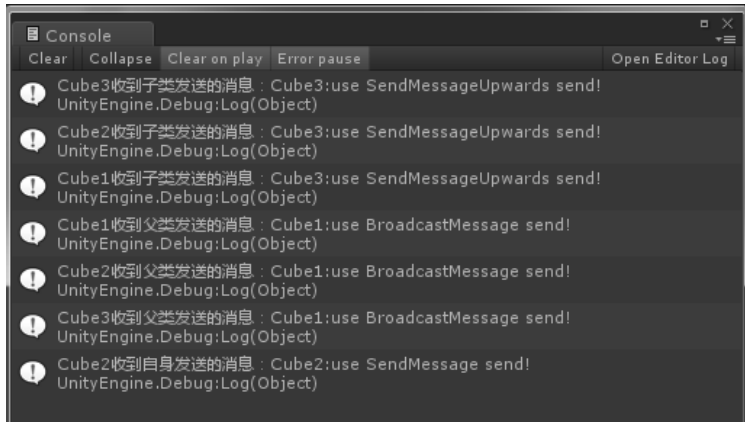 Console
Clear Collapse Clear on play Error pause Open Editor Log
Cube3收到子类发送的消息 : Cube3:use SendMessageUpwards send!
UnityEngine.Debug:Log(Object)
Cube2收到子类发送的消息 : Cube3:use SendMessageUpwards send!
UnityEngine.Debug:Log(Object)
Cube1收到子类发送的消息 : Cube3:use SendMessageUpwards send!
UnityEngine.Debug:Log(Object)
Cube1收到父类发送的消息 : Cube1:use BroadcastMessage send!
UnityEngine.Debug:Log(Object)
Cube2收到父类发送的消息 : Cube1:use BroadcastMessage send!
UnityEngine.Debug:Log(Object)
Cube3收到父类发送的消息 : Cube1:use BroadcastMessage send!
UnityEngine.Debug:Log(Object)
Cube2收到自身发送的消息 : Cube2:use SendMessage send!
UnityEngine.Debug:Log(Object)